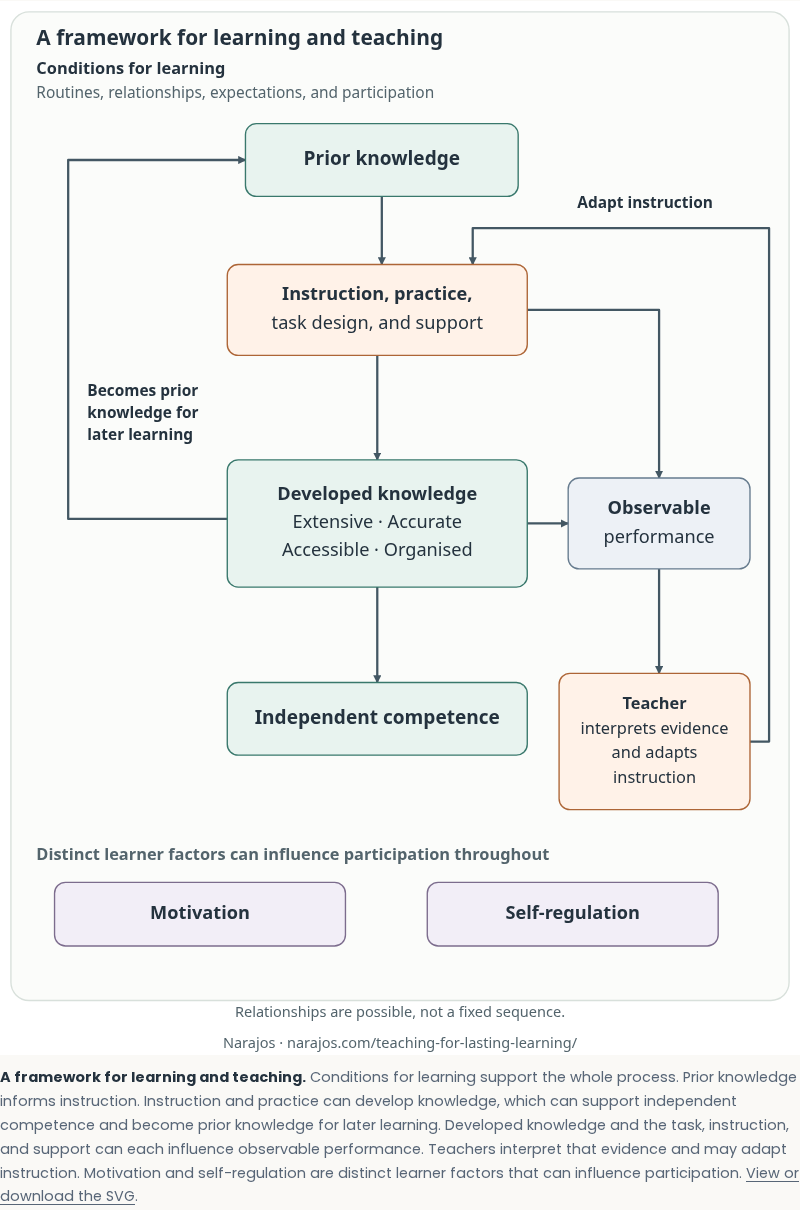 A framework for learning and teaching
Conditions for learning
Routines, relationships, expectations, and participation
Prior knowledge
Adapt instruction
Instruction, practice,
task design, and support
Becomes prior
knowledge for
later learning
Developed knowledge
Extensive · Accurate
Accessible · Organised
Observable
performance
Independent competence
Teacher
interprets evidence
and adapts
instruction
Distinct learner factors can influence participation throughout
Motivation
Self-regulation
Relationships are possible, not a fixed sequence.
Narajos · narajos.com/teaching-for-lasting-learning/
A framework for learning and teaching. Conditions for learning support the whole process. Prior knowledge
informs instruction. Instruction and practice can develop knowledge, which can support independent
competence and become prior knowledge for later learning. Developed knowledge and the task, instruction,
and support can each influence observable performance. Teachers interpret that evidence and may adapt
instruction. Motivation and self-regulation are distinct learner factors that can influence participation. View or
download the SVG.